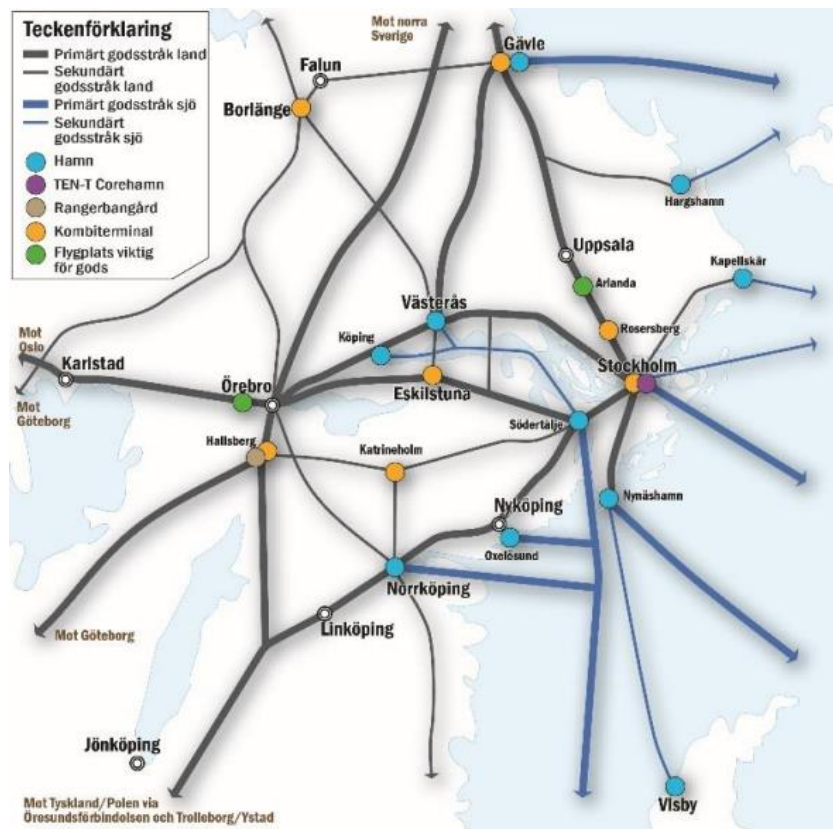 Teckenförklaring
Primärt godsstråk land
Sekundärt
godsstråk land
Primärt godsstråk sjö
Sekundärt
godsstråk sjö
Hamn
TEN-T Corehamn
Rangerbangård
Kombiterminal
Flygplats viktig
för gods
Mot norra
Sverige
Gävle
Falun
Borlänge
Hargshamn
Uppsala
Arlanda
Kapellskär
Rosersberg
Västerås
Köping
Stockholm
Mot
Oslo
Karlstad
Örebro
Eskilstuna
Mot
Göteborg
Södertälje
Hallsberg
Katrineholm
Nyköping
Nynäshamn
Oxelösund
Norrköping
Linköping
Mot Göteborg
Jönköping
Visby
Mot Tyskland/Polen via
Öresundsförbindelsen och Trelleborg/Ystad